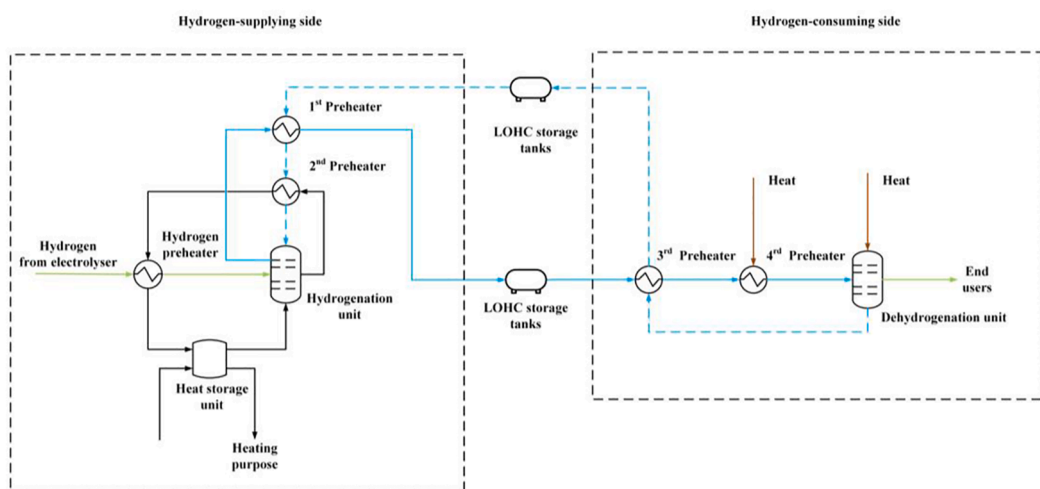 Hydrogen-supplying side
Hydrogen-consuming side
1st Preheater
LOHC storage
tanks
2nd Preheater
Heat
Heat
Hydrogen
from electrolyser
Hydrogen
preheater
3rd Preheater
4rd Preheater
End
users
Hydrogenation
unit
LOHC storage
tanks
Dehydrogenation unit
Heat storage
unit
Heating
purpose